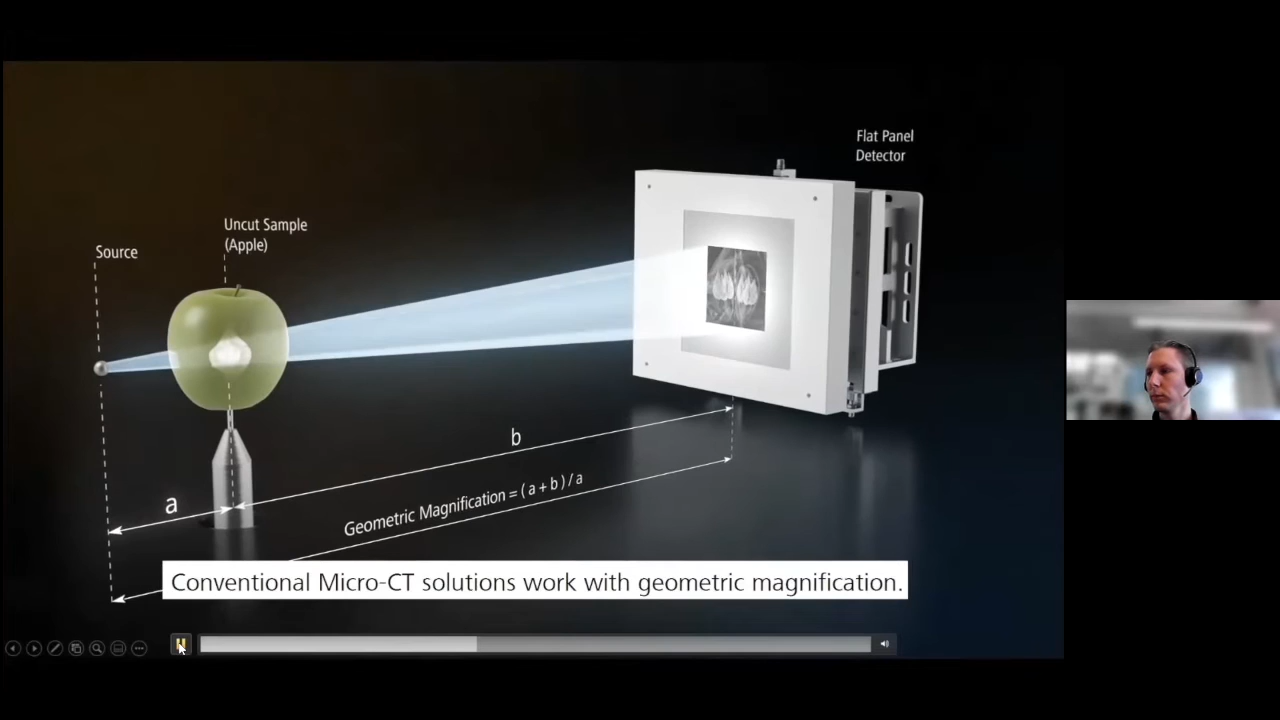 Flat Panel
Detector
Uncut Sample
(Apple)
Source
b
a
Geometric Magnification = ( a + b ) / a
Conventional Micro-CT solutions work with geometric magnification.